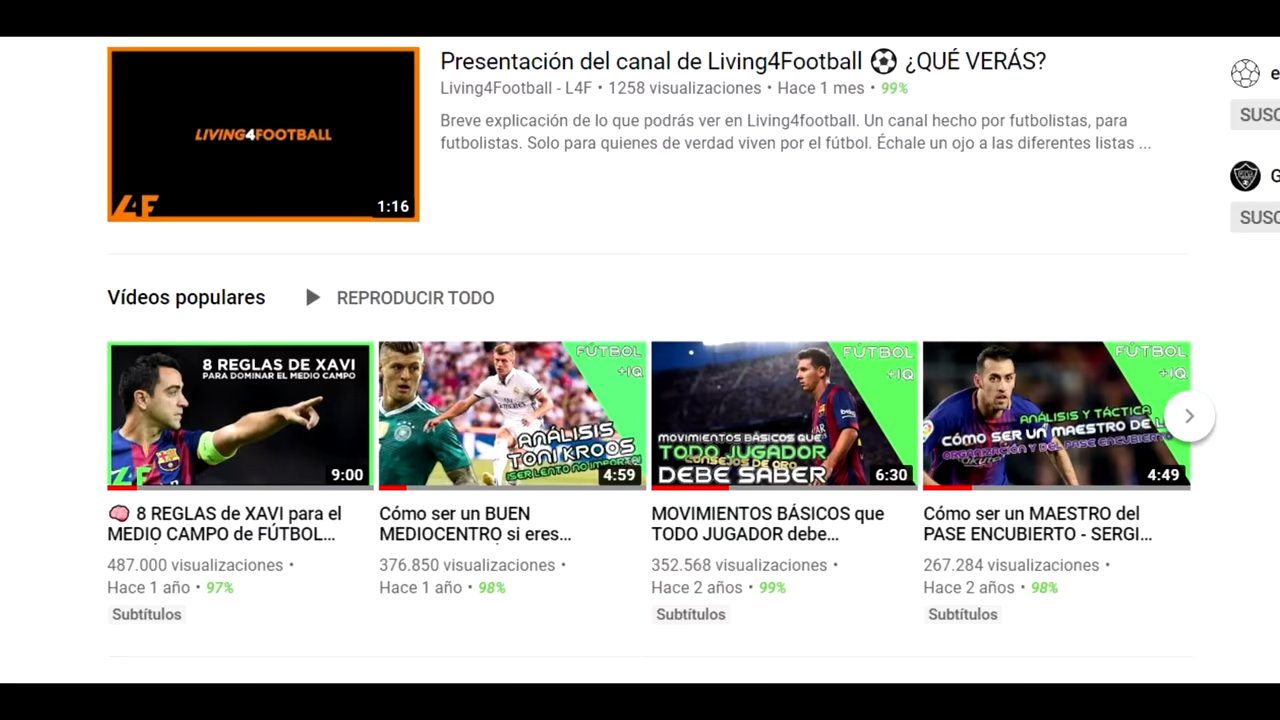 Presentación del canal de Living4Football ⚽ ¿QUÉ VERÁS?
Living4Football - L4F • 1258 visualizaciones • Hace 1 mes • 99%
Breve explicación de lo que podrás ver en Living4football. Un canal hecho por futbolistas, para
futbolistas. Solo para quienes de verdad viven por el fútbol. Échale un ojo a las diferentes listas ...
LIVING4FOOTBALL
L4F
1:16
SUSC
G
SUSC
Vídeos populares
REPRODUCIR TODO
8 REGLAS DE XAVI
PARA DOMINAR EL MEDIO CAMPO
9:00
FÚTBOL
+IQ
ANÁLISIS
TONI KROOS
¡SER LENTO NO IMPORTA!
4:59
FÚTBOL
+IQ
MOVIMIENTOS BÁSICOS QUE
TODO JUGADOR
CONSEJOS DE ORO
DEBE SABER
6:30
FÚTBOL
+IQ
ANÁLISIS Y TÁCTICA
CÓMO SER UN MAESTRO DE L
ORGANIZACIÓN Y DEL PASE ENCUBIERTO
4:49
🧠 8 REGLAS de XAVI para el
MEDIO CAMPO de FÚTBOL...
487.000 visualizaciones •
Hace 1 año • 97%
Subtítulos
Cómo ser un BUEN
MEDIOCENTRO si eres...
376.850 visualizaciones •
Hace 1 año • 98%
MOVIMIENTOS BÁSICOS que
TODO JUGADOR debe...
352.568 visualizaciones •
Hace 2 años • 99%
Subtítulos
Cómo ser un MAESTRO del
PASE ENCUBIERTO - SERGI...
267.284 visualizaciones •
Hace 2 años • 98%
Subtítulos